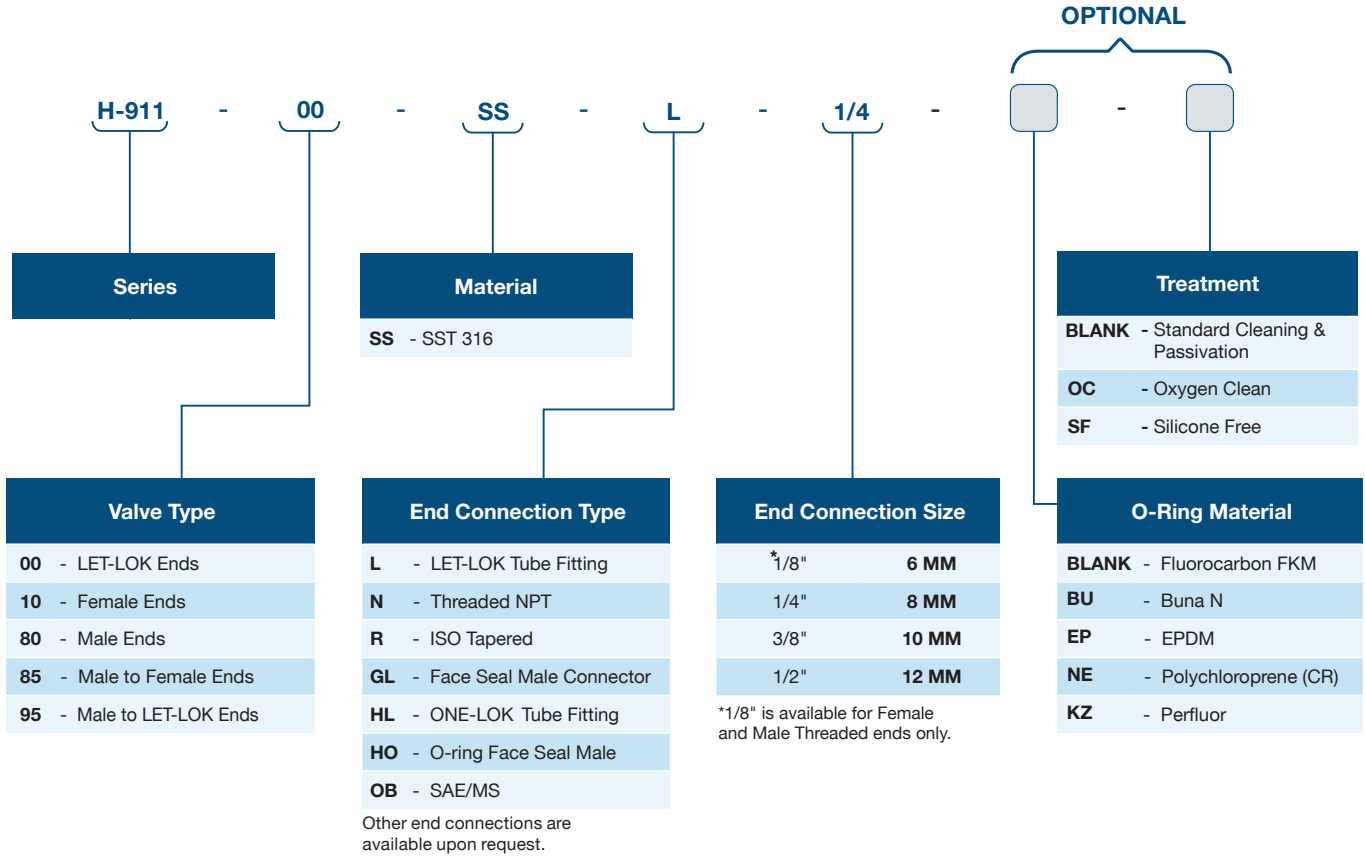 OPTIONAL
H-911 - 00 - SS - L - 1/4 - -
Series
Material
SS - SST 316
Treatment
BLANK - Standard Cleaning &
Passivation
OC - Oxygen Clean
SF - Silicone Free
Valve Type
00 - LET-LOK Ends
10 - Female Ends
80 - Male Ends
85 - Male to Female Ends
95 - Male to LET-LOK Ends
End Connection Type
L - LET-LOK Tube Fitting
N - Threaded NPT
R - ISO Tapered
GL - Face Seal Male Connector
HL - ONE-LOK Tube Fitting
HO - O-ring Face Seal Male
OB - SAE/MS
Other end connections are
available upon request.
End Connection Size
*1/8" 6 MM
1/4" 8 MM
3/8" 10 MM
1/2" 12 MM
*1/8" is available for Female
and Male Threaded ends only.
O-Ring Material
BLANK - Fluorocarbon FKM
BU - Buna N
EP - EPDM
NE - Polychloroprene (CR)
KZ - Perfluor